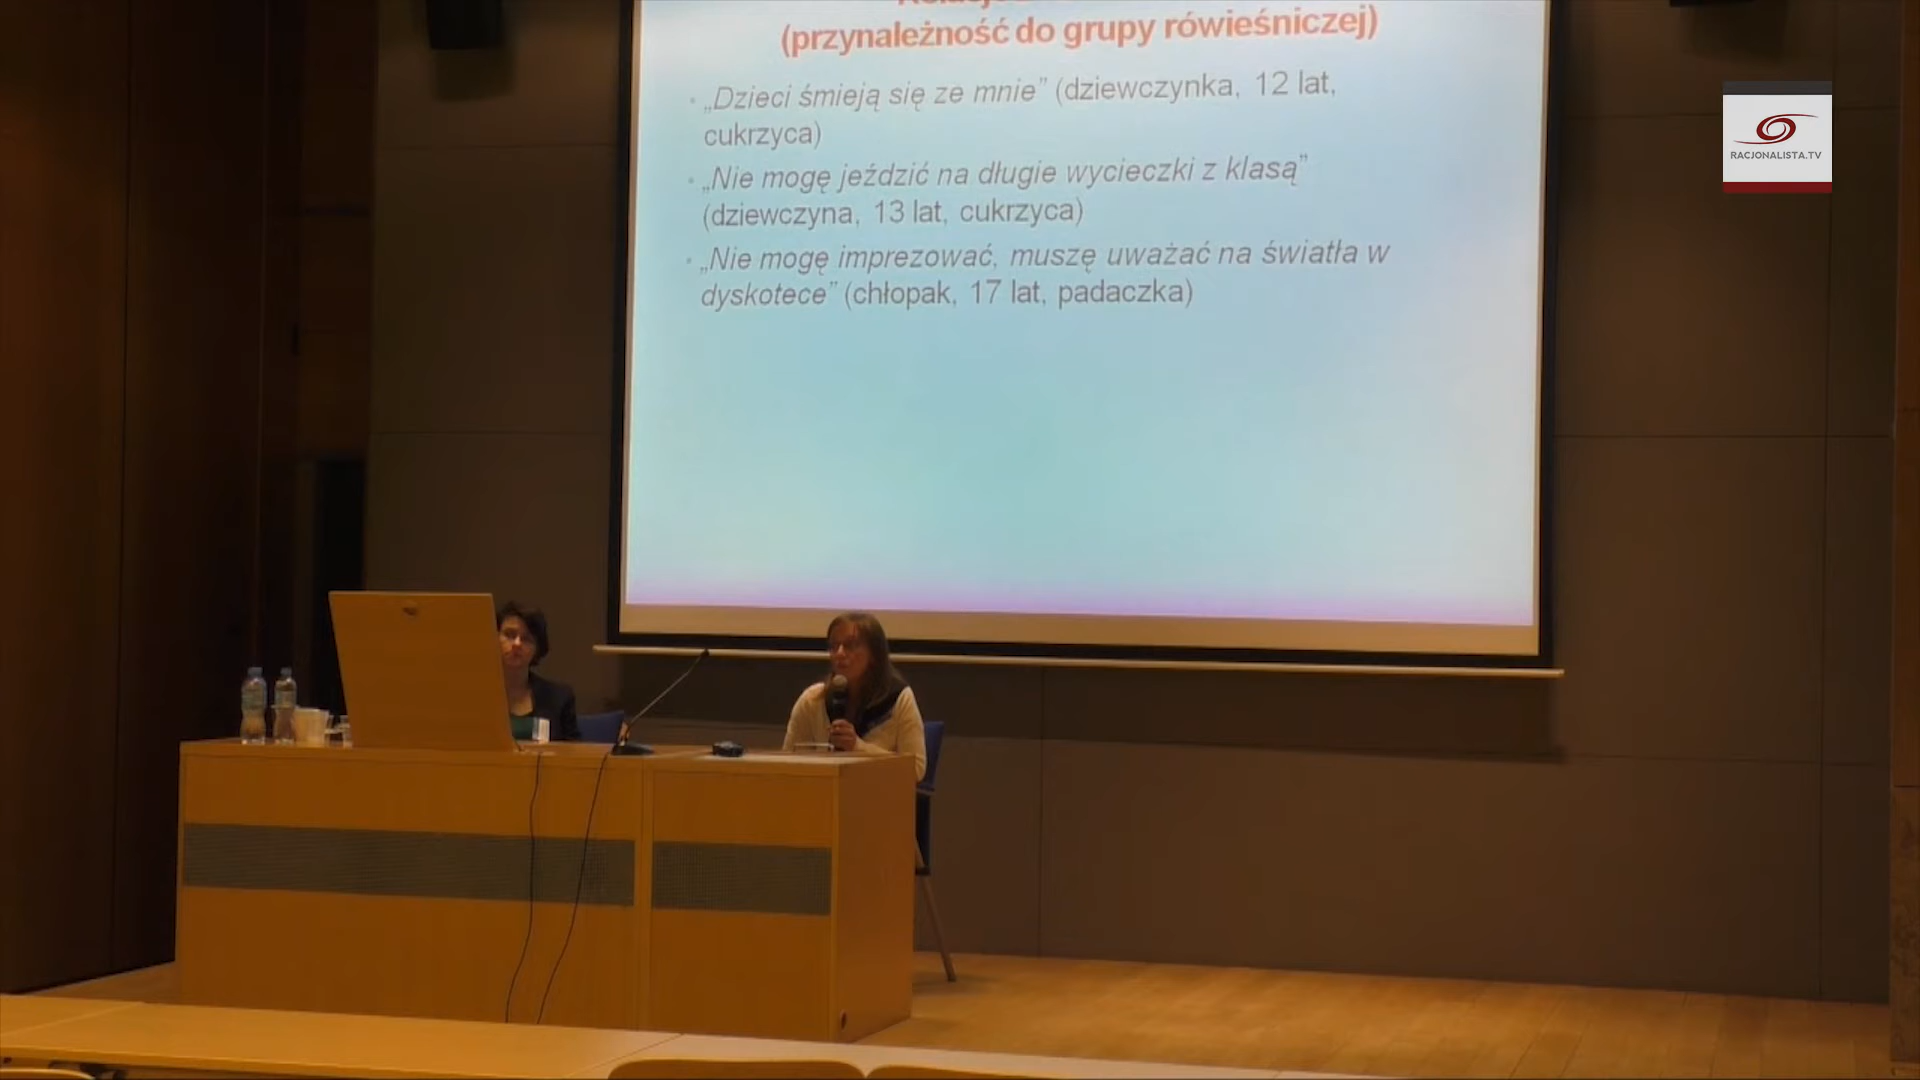 (przynależność do grupy rówieśniczej)
„Dzieci śmieją się ze mnie” (dziewczynka, 12 lat,
cukrzyca)
„Nie mogę jeździć na długie wycieczki z klasą”
(dziewczyna, 13 lat, cukrzyca)
„Nie mogę imprezować, muszę uważać na światła w
dyskotece” (chłopak, 17 lat, padaczka)
RACJONALISTA.TV